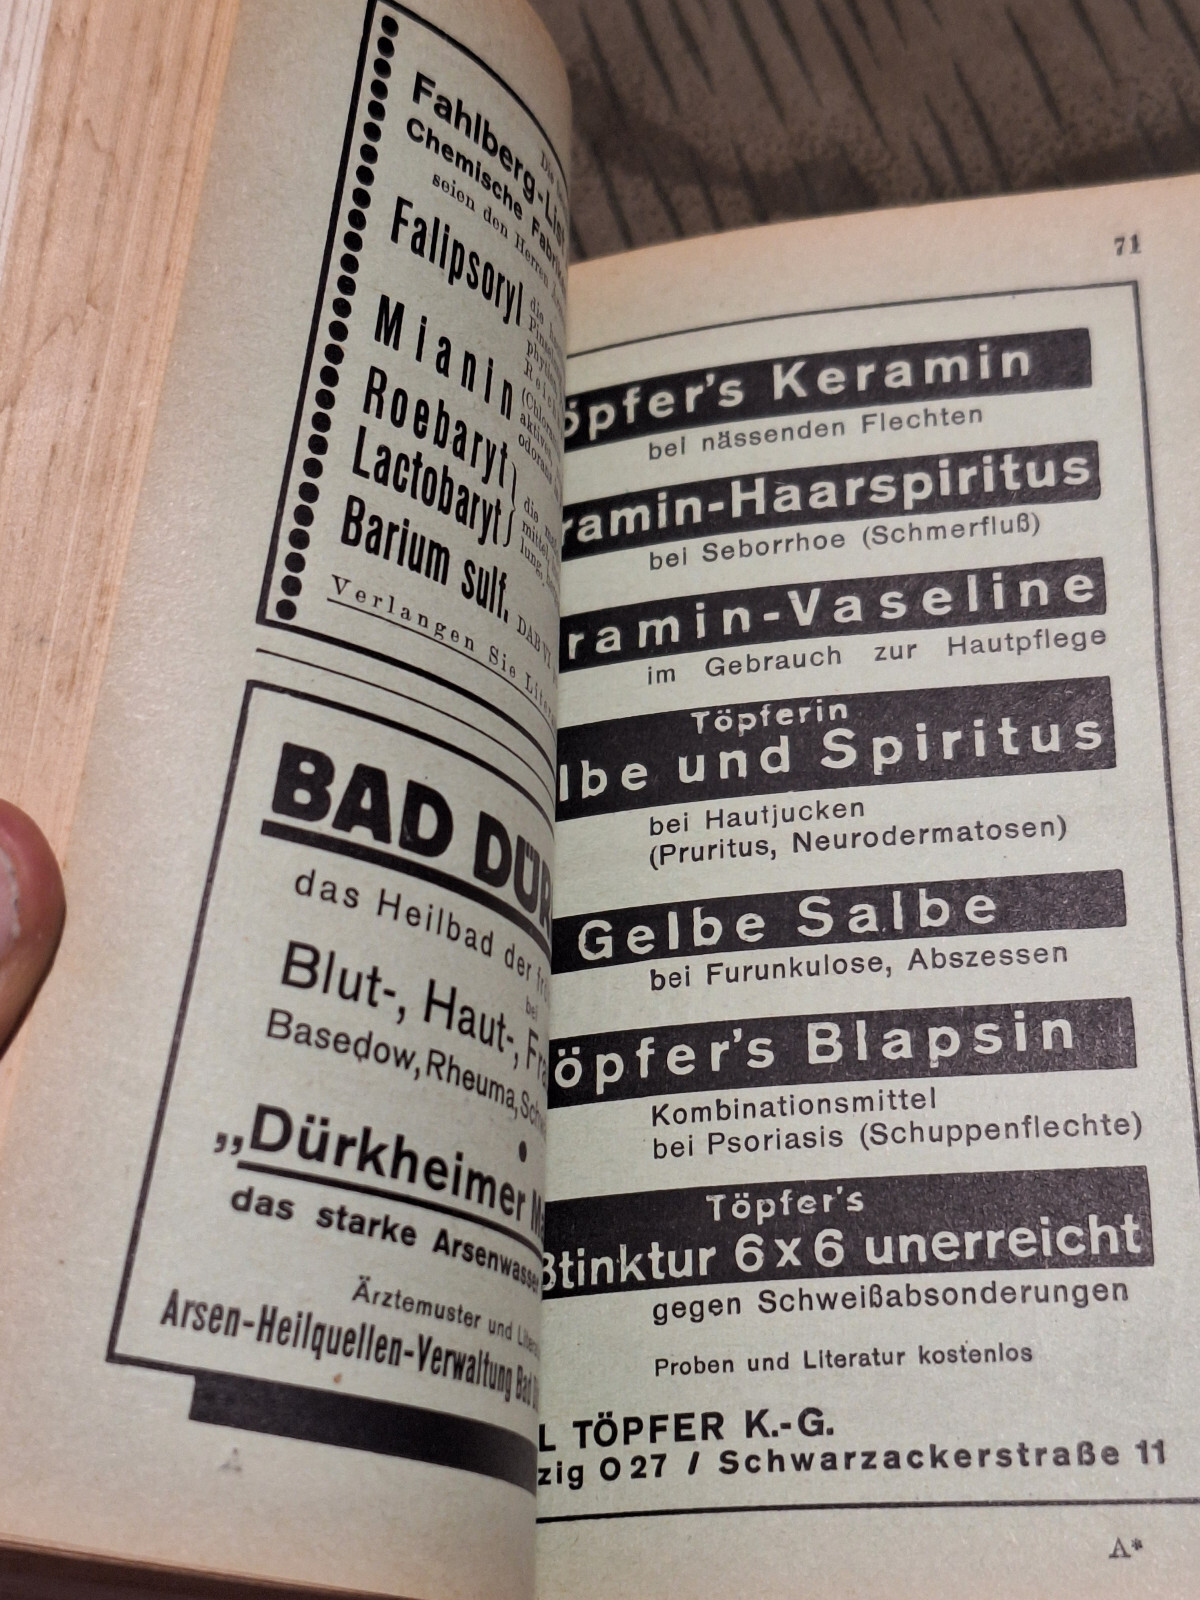 Fahlberg-List
Chemische Fabriken
seien den Herren
Falipsoryl
Mianin
Roebaryt
Lactobaryt
Barium sulf. DAB VI
Verlangen Sie
BAD DÜR
das Heilbad der
Blut-, Haut-,
Basedow, Rheuma,
„Dürkheimer
das starke Arsenwasser
Ärztemuster und
Arsen-Heilquellen-Verwaltung Bad
71
öpfer's Keramin
bei nässenden Flechten
ramin-Haarspiritus
bei Seborrhoe (Schmerfluß)
ramin-Vaseline
im Gebrauch zur Hautpflege
Töpferin
lbe und Spiritus
bei Hautjucken
(Pruritus, Neurodermatosen)
Gelbe Salbe
bei Furunkulose, Abszessen
öpfer's Blapsin
Kombinationsmittel
bei Psoriasis (Schuppenflechte)
Töpfer's
ßtinktur 6x6 unerreicht
gegen Schweißabsonderungen
Proben und Literatur kostenlos
L TÖPFER K.-G.
zig O 27 / Schwarzackerstraße 11
A*